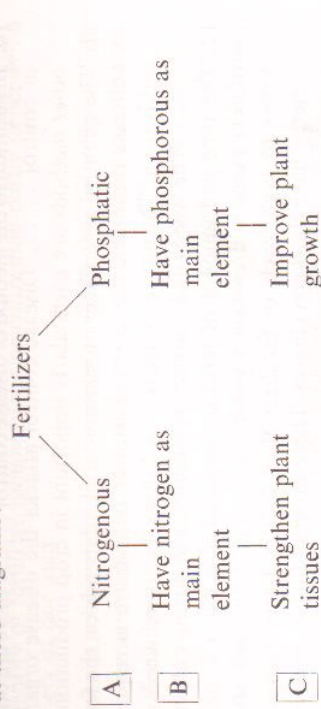 Fertilizers
A Nitrogenous Phosphatic
B Have nitrogen as Have phosphorous as
main main
element element
C Strengthen plant Improve plant
tissues growth